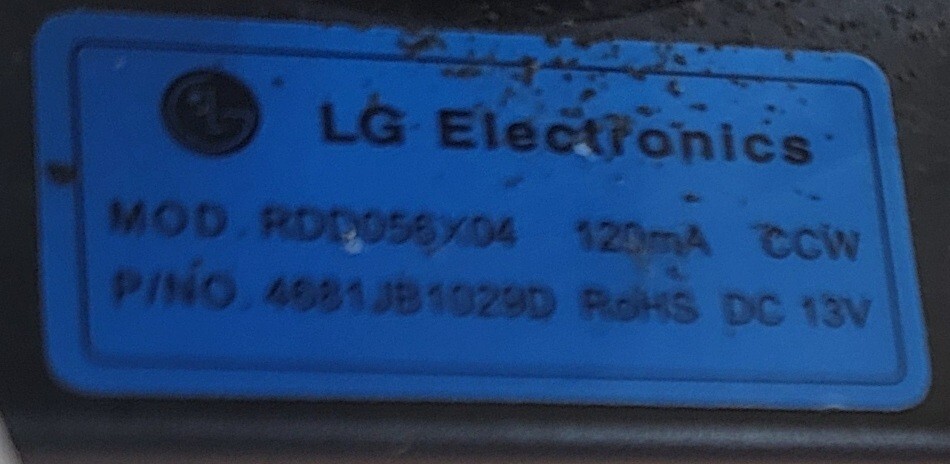 LG Electronics
MOD. RDD056X04 120mA CCW
P/NO. 4681JB1029D RoHS DC 13V